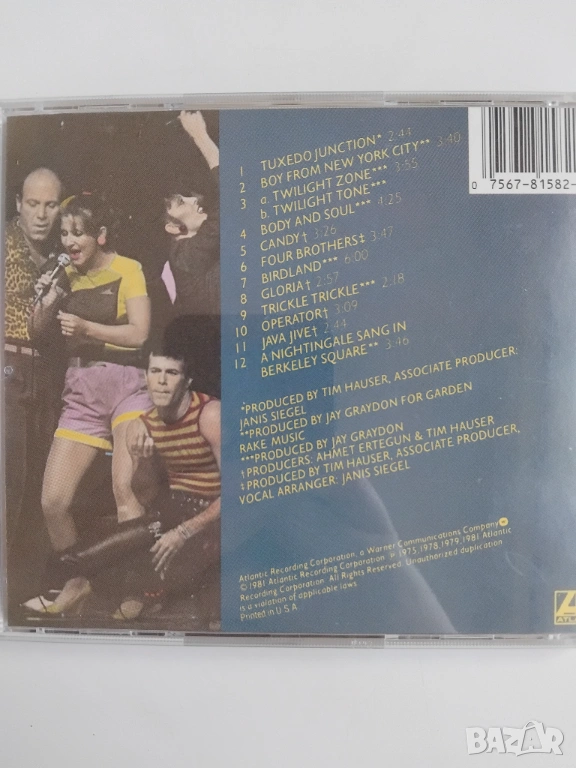 1 TUXEDO JUNCTION* 2:44
2 BOY FROM NEW YORK CITY** 3:40
3 a. TWILIGHT ZONE*** 3:55
b. TWILIGHT TONE***
4 BODY AND SOUL*** 4:25
5 CANDY† 3:26
6 FOUR BROTHERS‡ 3:47
7 BIRDLAND*** 6:00
8 GLORIA† 2:57
9 TRICKLE TRICKLE*** 2:18
10 OPERATOR† 3:09
11 JAVA JIVE† 2:44
12 A NIGHTINGALE SANG IN
BERKELEY SQUARE** 3:46
*PRODUCED BY TIM HAUSER, ASSOCIATE PRODUCER:
JANIS SIEGEL
**PRODUCED BY JAY GRAYDON FOR GARDEN
RAKE MUSIC
***PRODUCED BY JAY GRAYDON
†PRODUCERS: AHMET ERTEGUN & TIM HAUSER
‡PRODUCED BY TIM HAUSER, ASSOCIATE PRODUCER,
VOCAL ARRANGER: JANIS SIEGEL
Atlantic Recording Corporation, a Warner Communications Company
© 1981 Atlantic Recording Corporation ℗ 1975, 1978, 1979, 1981 Atlantic
Recording Corporation. All Rights Reserved. Unauthorized duplication
is a violation of applicable laws.
Printed in U.S.A.
0 7567-81582-
BAZAR